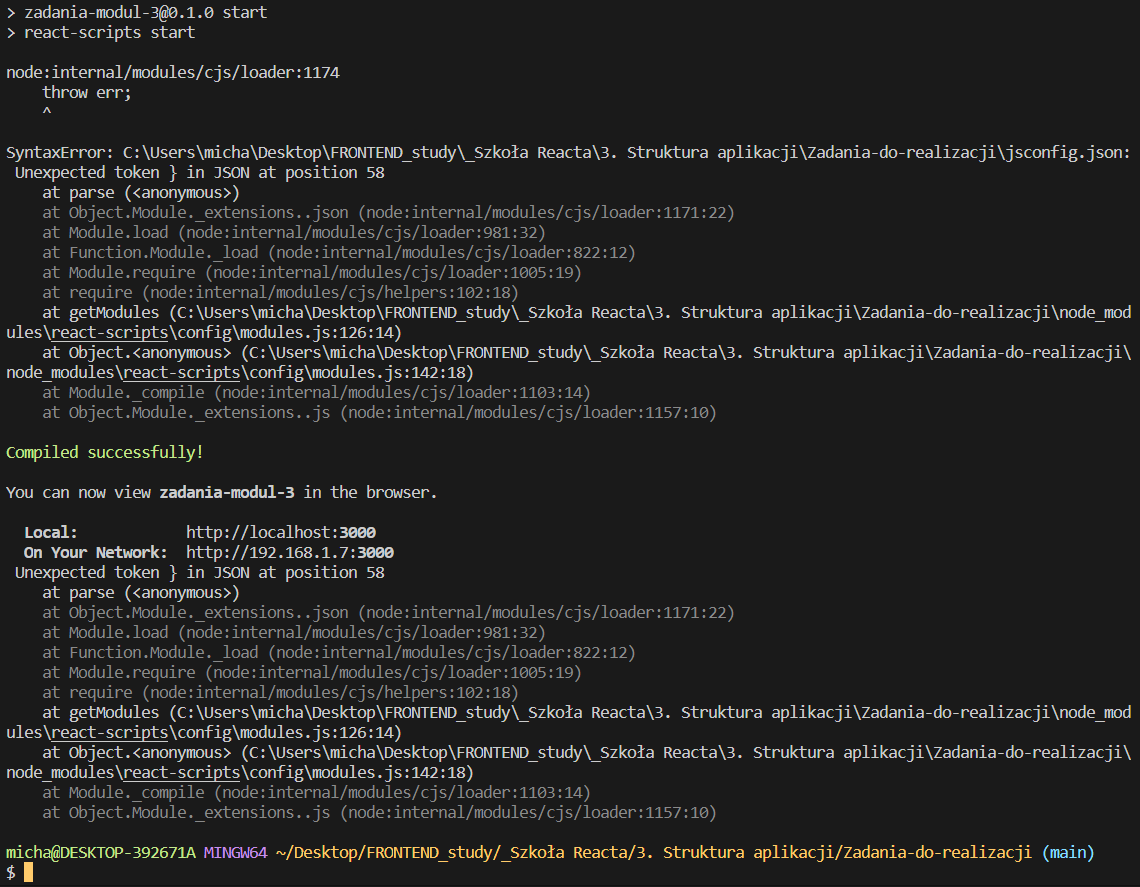 > zadania-modul-3@0.1.0 start
> react-scripts start
node:internal/modules/cjs/loader:1174
throw err;
^
SyntaxError: C:\Users\micha\Desktop\FRONTEND_study\_Szkoła Reacta\3. Struktura aplikacji\Zadania-do-realizacji\jsconfig.json:
Unexpected token } in JSON at position 58
at parse (<anonymous>)
at Object.Module._extensions..json (node:internal/modules/cjs/loader:1171:22)
at Module.load (node:internal/modules/cjs/loader:981:32)
at Function.Module._load (node:internal/modules/cjs/loader:822:12)
at Module.require (node:internal/modules/cjs/loader:1005:19)
at require (node:internal/modules/cjs/helpers:102:18)
at getModules (C:\Users\micha\Desktop\FRONTEND_study\_Szkoła Reacta\3. Struktura aplikacji\Zadania-do-realizacji\node_mod
ules\react-scripts\config\modules.js:126:14)
at Object.<anonymous> (C:\Users\micha\Desktop\FRONTEND_study\_Szkoła Reacta\3. Struktura aplikacji\Zadania-do-realizacji\
node_modules\react-scripts\config\modules.js:142:18)
at Module._compile (node:internal/modules/cjs/loader:1103:14)
at Object.Module._extensions..js (node:internal/modules/cjs/loader:1157:10)
Compiled successfully!
You can now view zadania-modul-3 in the browser.
Local: http://localhost:3000
On Your Network: http://192.168.1.7:3000
Unexpected token } in JSON at position 58
at parse (<anonymous>)
at Object.Module._extensions..json (node:internal/modules/cjs/loader:1171:22)
at Module.load (node:internal/modules/cjs/loader:981:32)
at Function.Module._load (node:internal/modules/cjs/loader:822:12)
at Module.require (node:internal/modules/cjs/loader:1005:19)
at require (node:internal/modules/cjs/helpers:102:18)
at getModules (C:\Users\micha\Desktop\FRONTEND_study\_Szkoła Reacta\3. Struktura aplikacji\Zadania-do-realizacji\node_mod
ules\react-scripts\config\modules.js:126:14)
at Object.<anonymous> (C:\Users\micha\Desktop\FRONTEND_study\_Szkoła Reacta\3. Struktura aplikacji\Zadania-do-realizacji\
node_modules\react-scripts\config\modules.js:142:18)
at Module._compile (node:internal/modules/cjs/loader:1103:14)
at Object.Module._extensions..js (node:internal/modules/cjs/loader:1157:10)
micha@DESKTOP-392671A MINGW64 ~/Desktop/FRONTEND_study/_Szkoła Reacta/3. Struktura aplikacji/Zadania-do-realizacji (main)
$